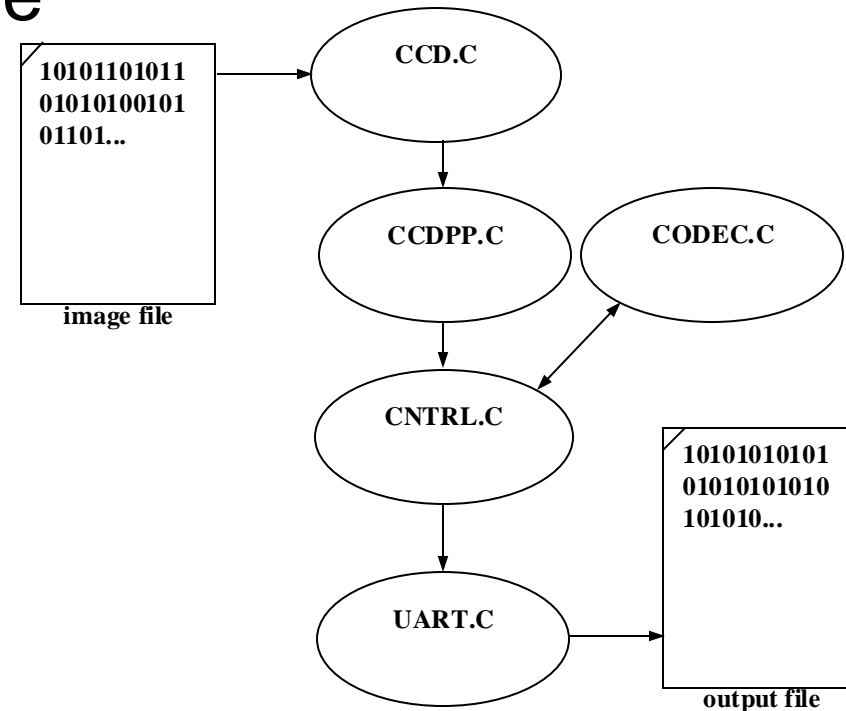 e
CCD.C
10101101011
01010100101
01101...
image file
CCDPP.C
CODEC.C
CNTRL.C
10101010101
01010101010
101010...
UART.C
output file